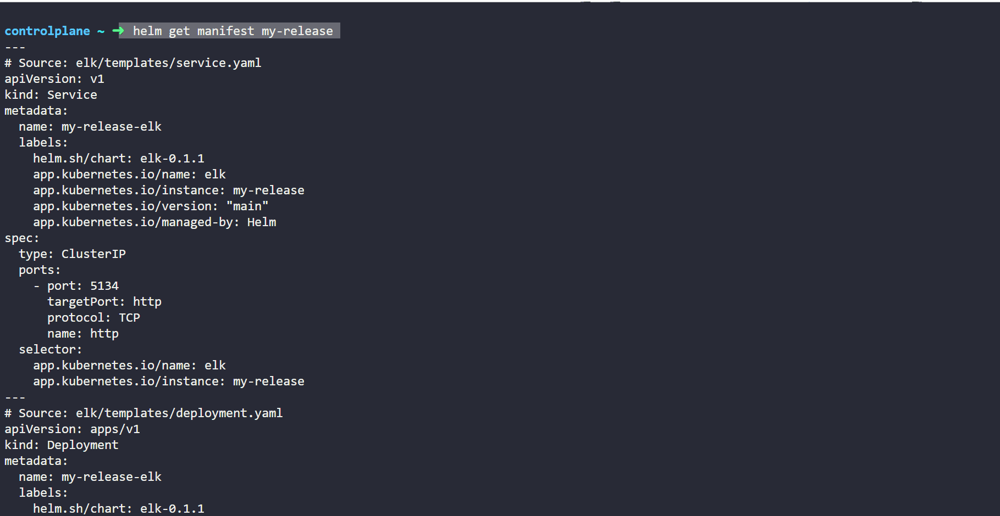 controlplane ~ ➜ helm get manifest my-release
---
# Source: elk/templates/service.yaml
apiVersion: v1
kind: Service
metadata:
  name: my-release-elk
  labels:
    helm.sh/chart: elk-0.1.1
    app.kubernetes.io/name: elk
    app.kubernetes.io/instance: my-release
    app.kubernetes.io/version: "main"
    app.kubernetes.io/managed-by: Helm
spec:
  type: ClusterIP
  ports:
    - port: 5134
      targetPort: http
      protocol: TCP
      name: http
  selector:
    app.kubernetes.io/name: elk
    app.kubernetes.io/instance: my-release
---
# Source: elk/templates/deployment.yaml
apiVersion: apps/v1
kind: Deployment
metadata:
  name: my-release-elk
  labels:
    helm.sh/chart: elk-0.1.1